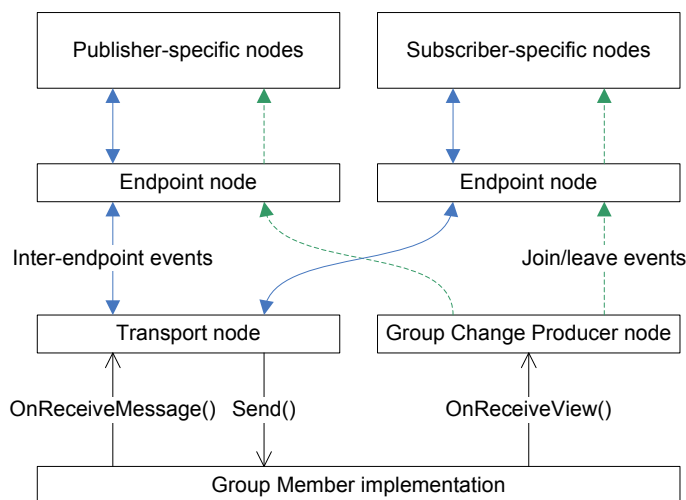 Publisher-specific nodes
Subscriber-specific nodes
Endpoint node
Endpoint node
Inter-endpoint events
Join/leave events
Transport node
Group Change Producer node
OnReceiveMessage()
Send()
OnReceiveView()
Group Member implementation